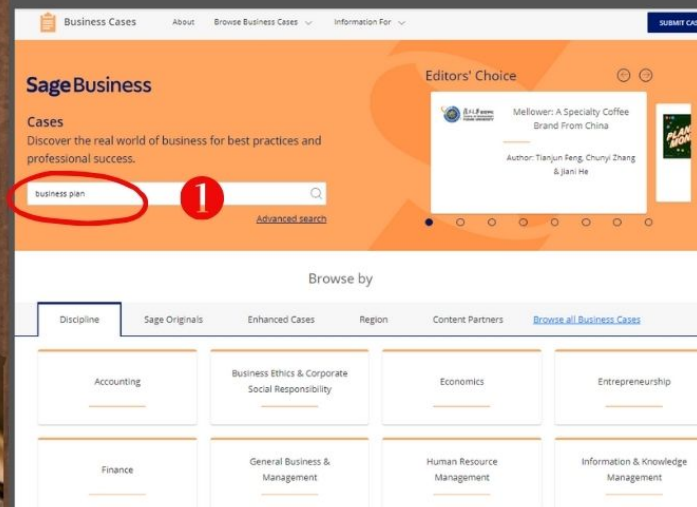 Business Cases
About
Browse Business Cases
Information For
SUBMIT CAS
SageBusiness
Cases
Discover the real world of business for best practices and
professional success.
business plan
1
Advanced search
Editors' Choice
Mellower: A Specialty Coffee
Brand From China
Author: Tianjun Feng, Chunyi Zhang
& Jiani He
Browse by
Discipline
Sage Originals
Enhanced Cases
Region
Content Partners
Browse all Business Cases
Accounting
Business Ethics & Corporate
Social Responsibility
Economics
Entrepreneurship
Finance
General Business &
Management
Human Resource
Management
Information & Knowledge
Management